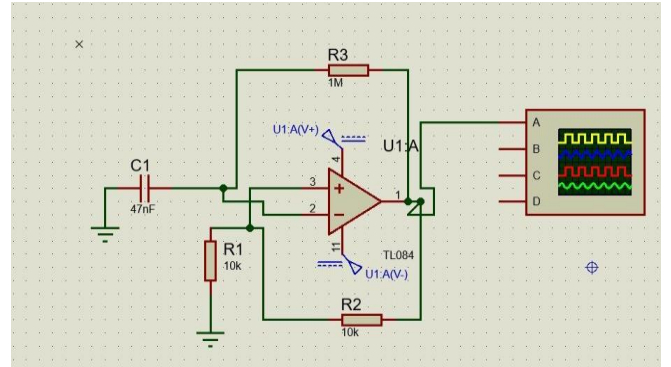 R3
1M
U1:A(V+)
U1:A
4
A
B
C
D
C1
47nF
3
2
1
11
TL084
U1:A(V-)
R1
10k
R2
10k